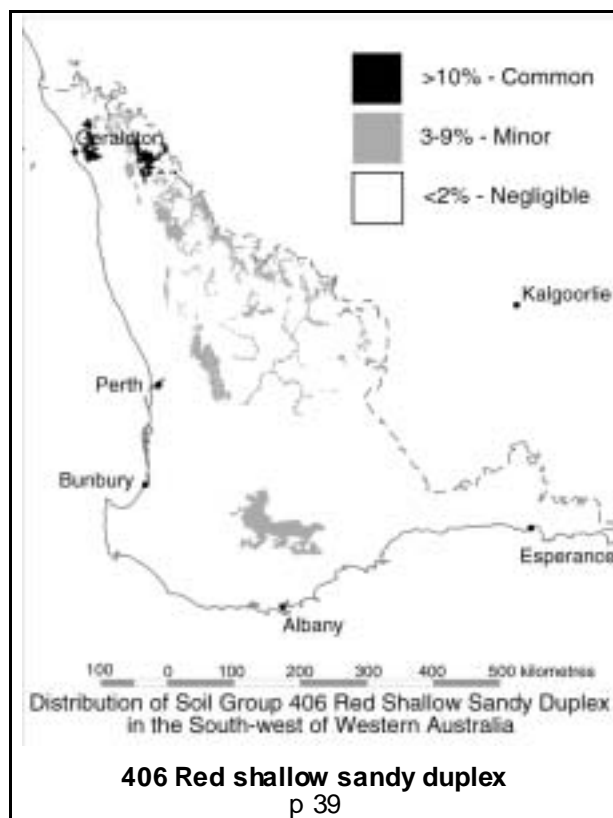 >10% - Common
Geraldton
3-9% - Minor
<2% - Negligible
Kalgoorlie
Perth
Bunbury
Esperance
Albany
100 0 100 200 300 400 500 kilometres
Distribution of Soil Group 406 Red Shallow Sandy Duplex
in the South-west of Western Australia
406 Red shallow sandy duplex
p 39